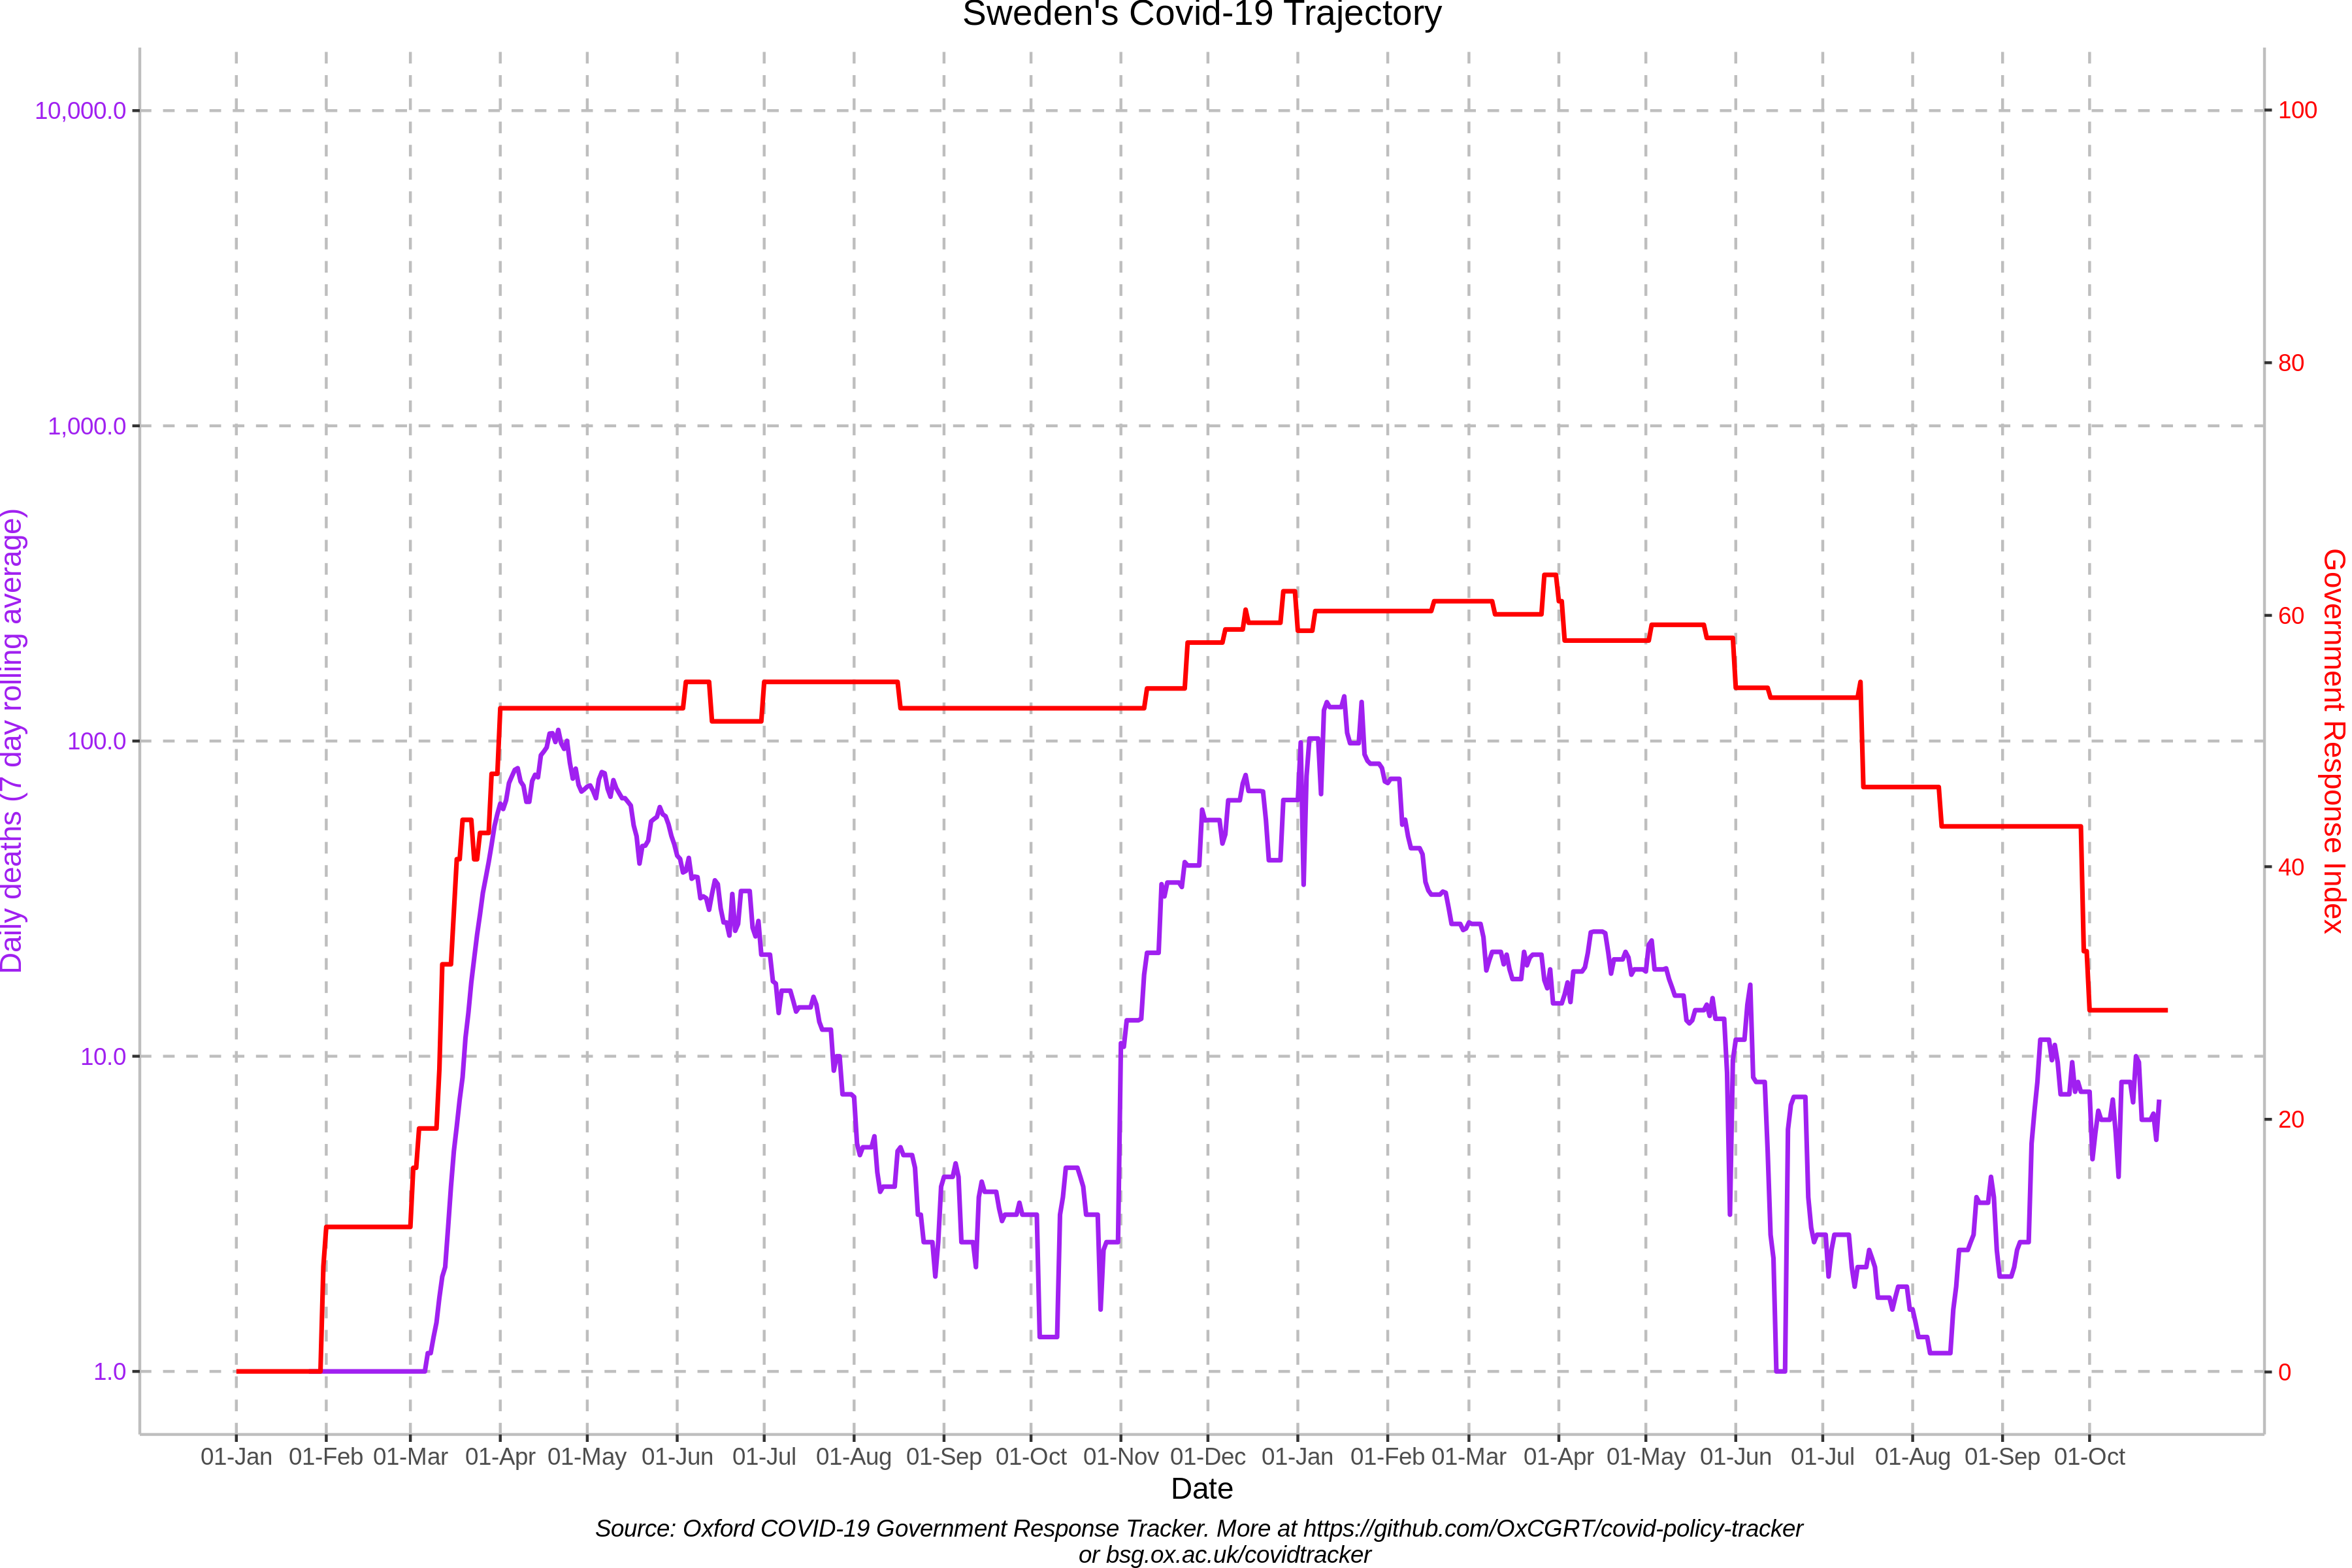 Sweden's Covid-19 Trajectory
10,000.0
1,000.0
100.0
10.0
1.0
Daily deaths (7 day rolling average)
100
80
60
40
20
0
Government Response Index
01-Jan 01-Feb 01-Mar 01-Apr 01-May 01-Jun 01-Jul 01-Aug 01-Sep 01-Oct 01-Nov 01-Dec 01-Jan 01-Feb 01-Mar 01-Apr 01-May 01-Jun 01-Jul 01-Aug 01-Sep 01-Oct
Date
Source: Oxford COVID-19 Government Response Tracker. More at https://github.com/OxCGRT/covid-policy-tracker
or bsg.ox.ac.uk/covidtracker